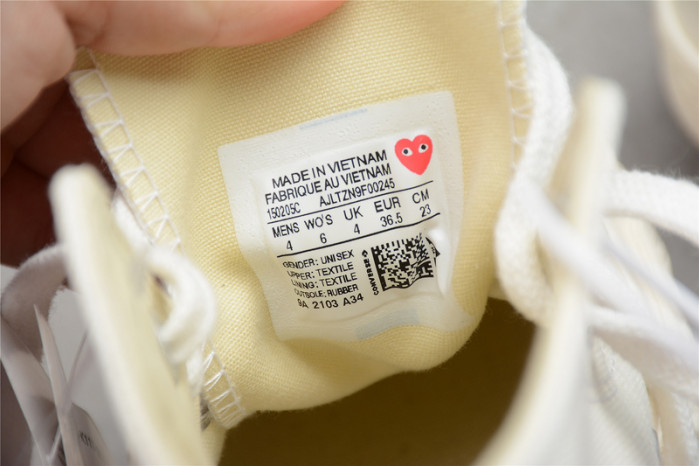 MADE IN VIETNAM
FABRIQUE AU VIETNAM
150205C AJLTZN9F00245
MENS WO'S UK EUR CM
4 6 4 36.5 23
GENDER: UNISEX
UPPER: TEXTILE
LINING: TEXTILE
OUTSOLE: RUBBER
SA 2103 A34
CONVERSE